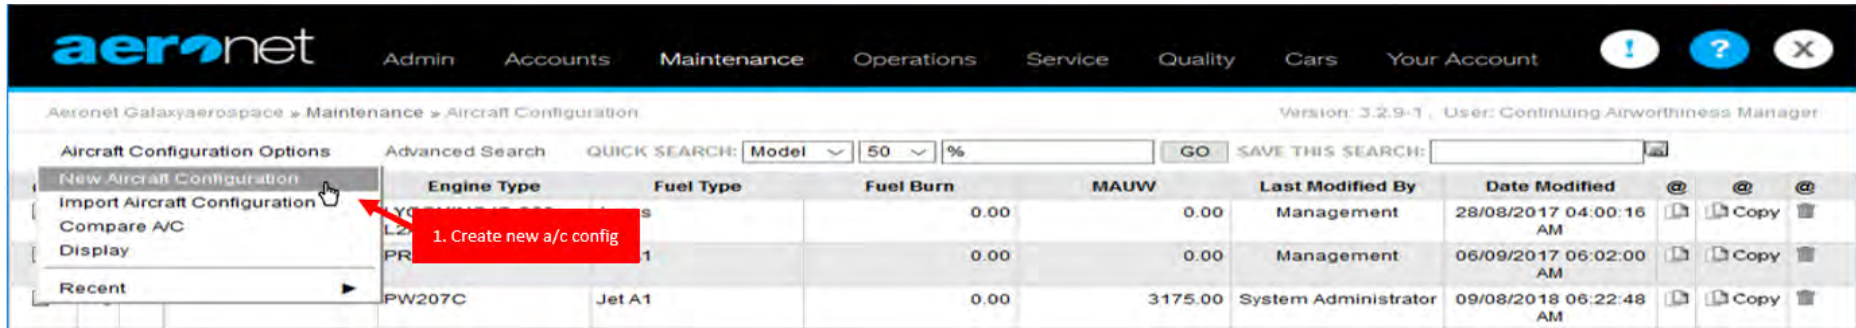 aeronet
Admin Accounts Maintenance Operations Service Quality Cars Your Account ! ? X
Aeronet Galaxyaerospace » Maintenance » Aircraft Configuration Version: 3.2.9-1 , User: Continuing Airworthiness Manager
Aircraft Configuration Options Advanced Search QUICK SEARCH: Model 50 % GO SAVE THIS SEARCH:
New Aircraft Configuration Engine Type Fuel Type Fuel Burn MAUW Last Modified By Date Modified @ @ @
Import Aircraft Configuration 0.00 0.00 Management 28/08/2017 04:00:16 Copy
Compare A/C 1. Create new a/c config AM
Display PR 1 0.00 0.00 Management 06/09/2017 06:02:00 Copy
AM
Recent PW207C Jet A1 0.00 3175.00 System Administrator 09/08/2018 06:22:48 Copy
AM